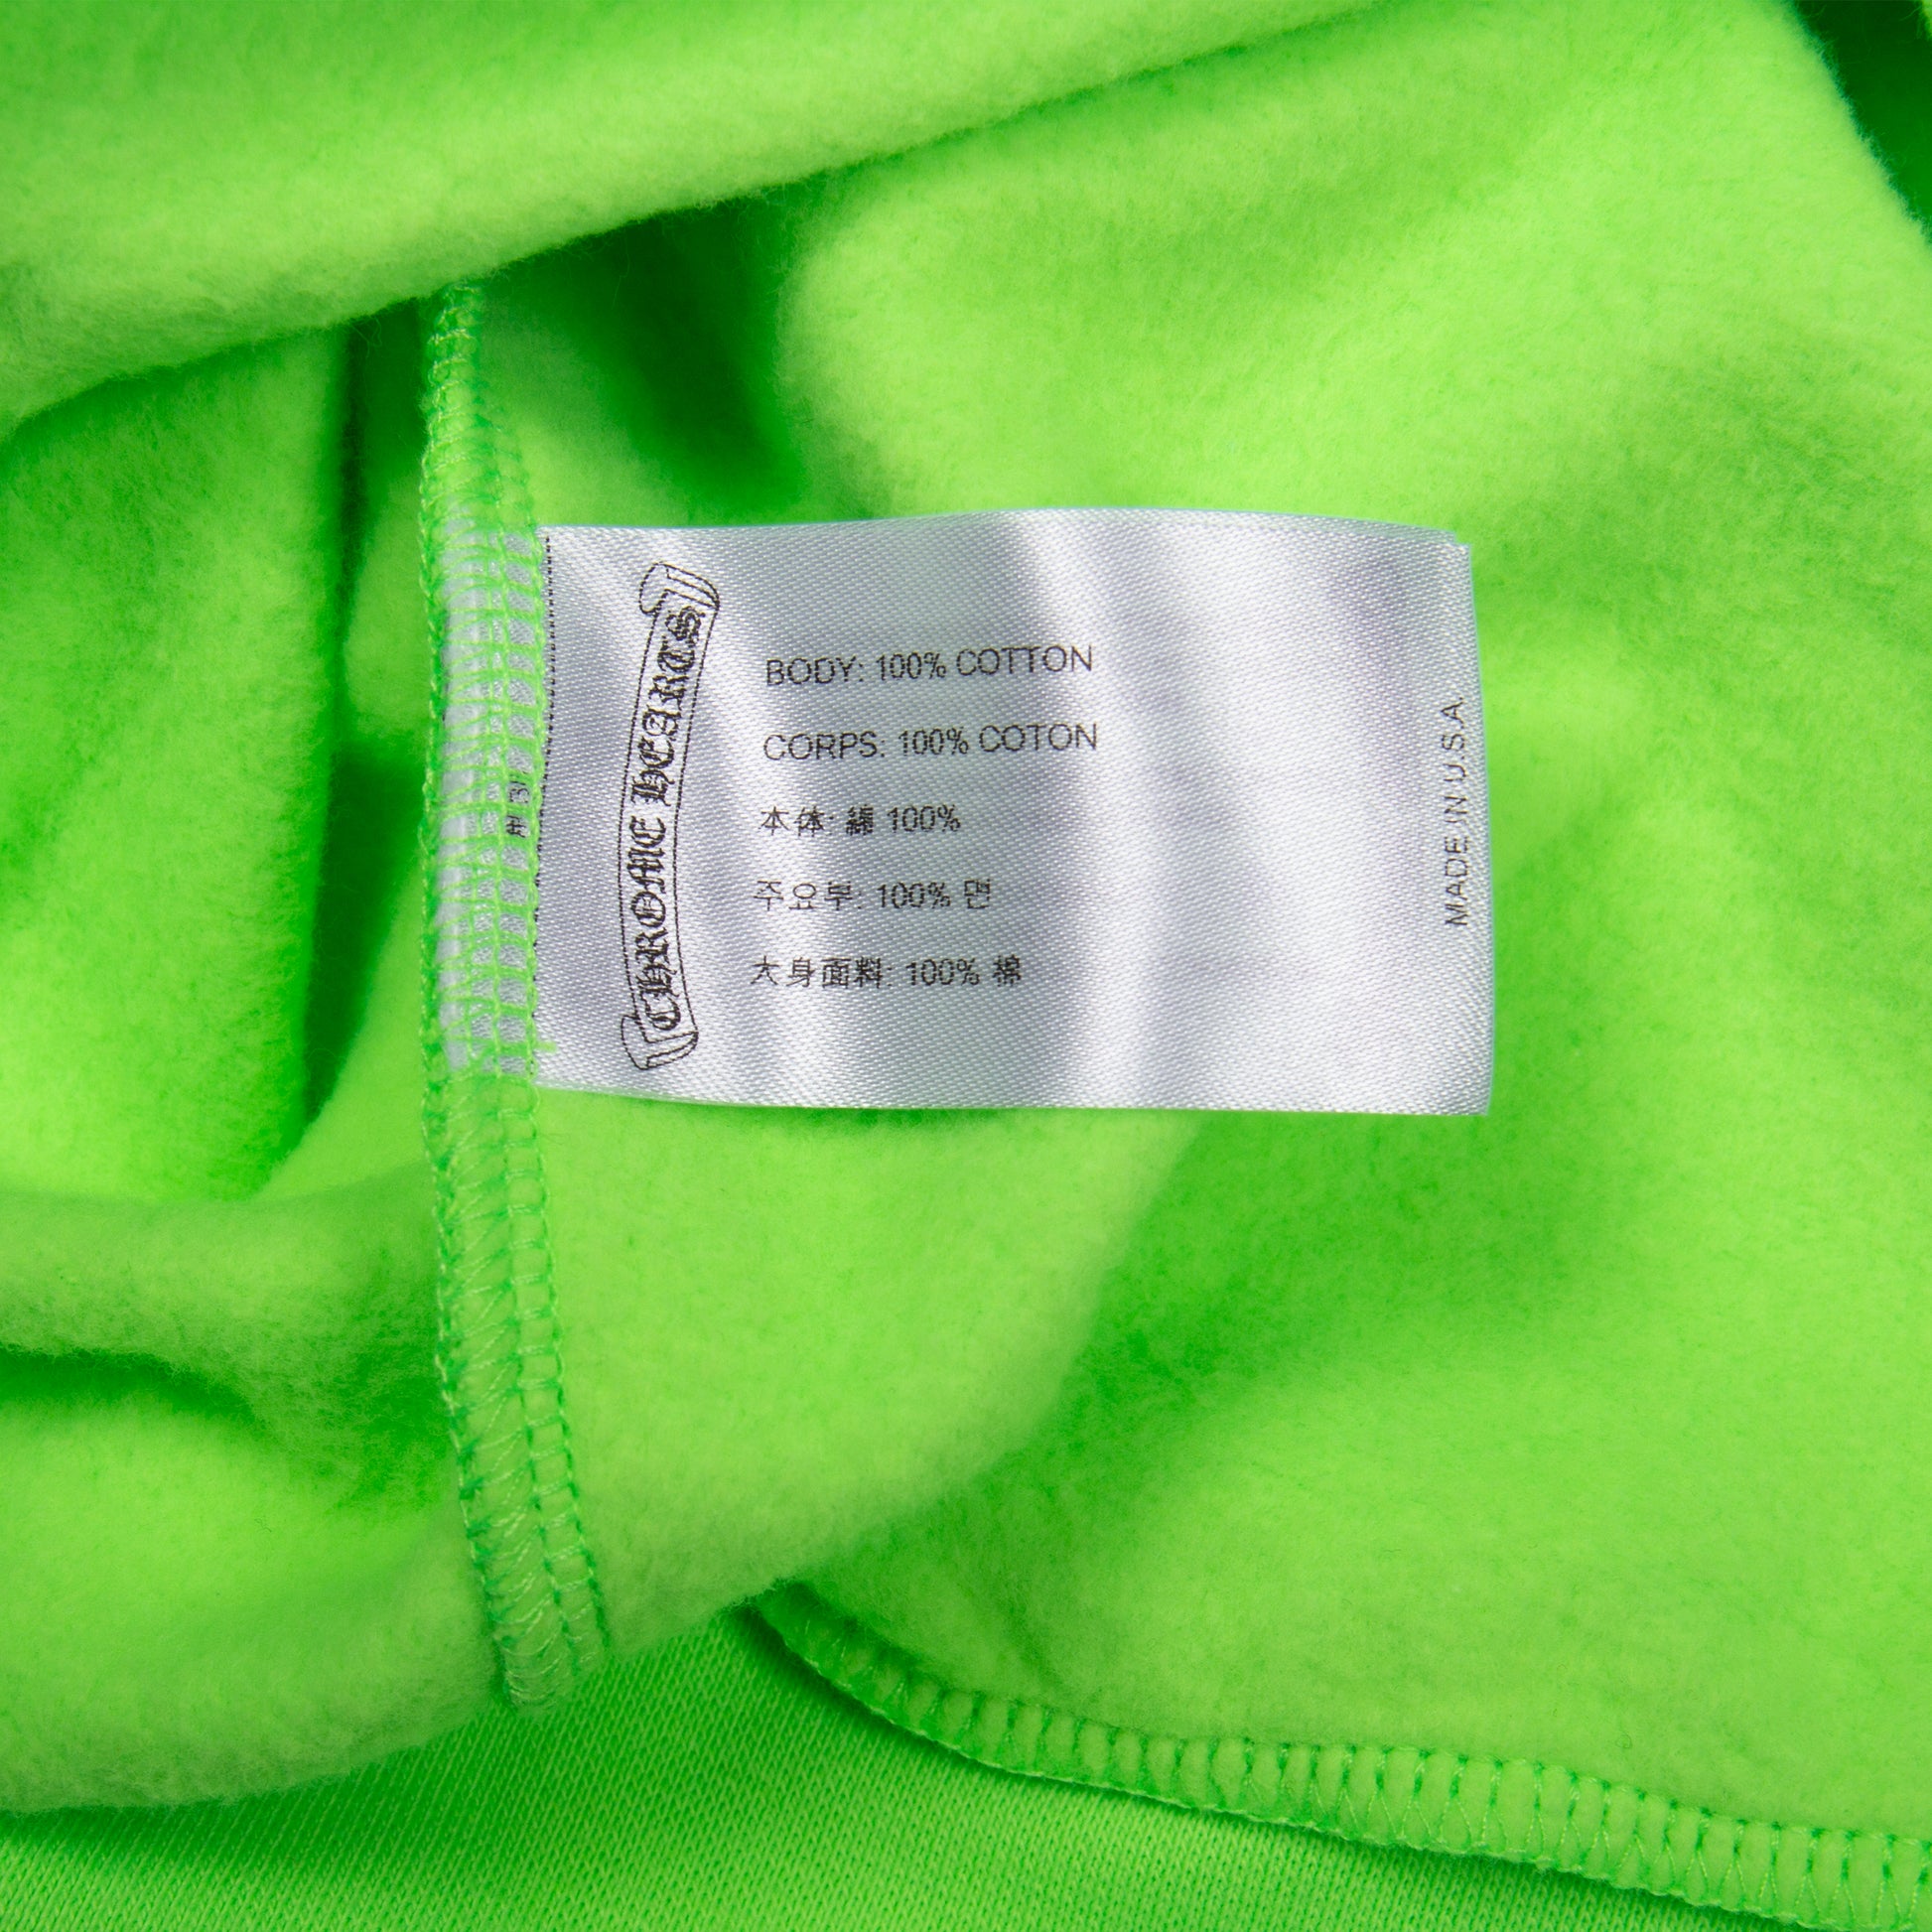 CHROME HEARTS
BODY: 100% COTTON
CORPS: 100% COTON
本体: 綿 100%
주요부: 100% 면
大身面料: 100% 棉
MADE IN U.S.A.